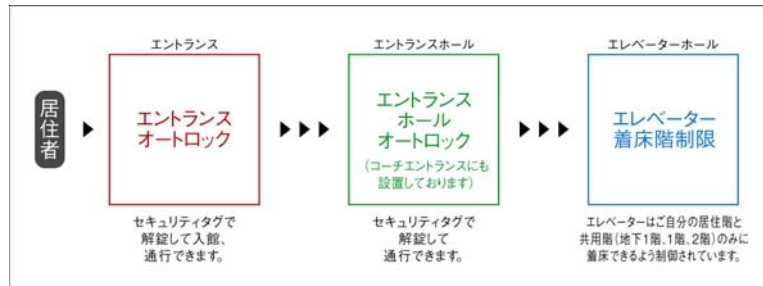 居住者
エントランス
エントランス
オートロック
セキュリティタグで
解錠して入館、
通行できます。
エントランスホール
エントランス
ホール
オートロック
(コーチエントランスにも
設置しております)
セキュリティタグで
解錠して
通行できます。
エレベーターホール
エレベーター
着床階制限
エレベーターはご自分の居住階と
共用階(地下1階、1階、2階)のみに
着床できるよう制御されています。